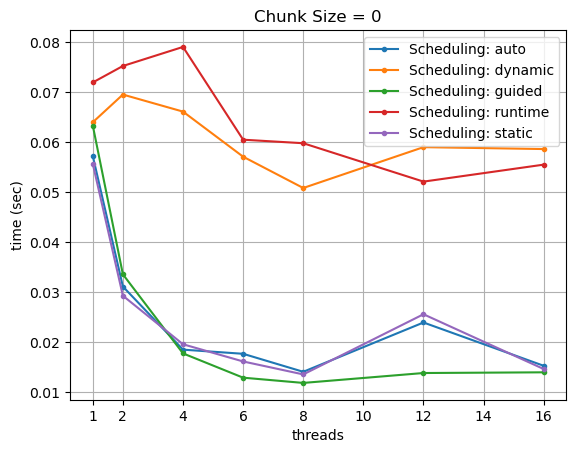 Chunk Size = 0
Scheduling: auto
Scheduling: dynamic
Scheduling: guided
Scheduling: runtime
Scheduling: static
time (sec)
0.08
0.07
0.06
0.05
0.04
0.03
0.02
0.01
1 2 4 6 8 10 12 14 16
threads